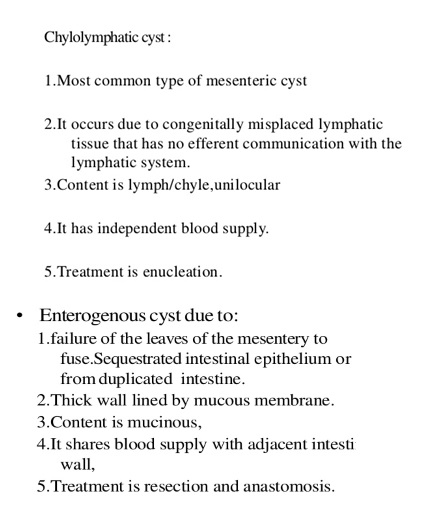 Chylolymphatic cyst :
1.Most common type of mesenteric cyst
2.It occurs due to congenitally misplaced lymphatic
tissue that has no efferent communication with the
lymphatic system.
3.Content is lymph/chyle,unilocular
4.It has independent blood supply.
5.Treatment is enucleation.
• Enterogenous cyst due to:
1.failure of the leaves of the mesentery to
fuse.Sequestrated intestinal epithelium or
from duplicated intestine.
2.Thick wall lined by mucous membrane.
3.Content is mucinous,
4.It shares blood supply with adjacent intesti
wall,
5.Treatment is resection and anastomosis.